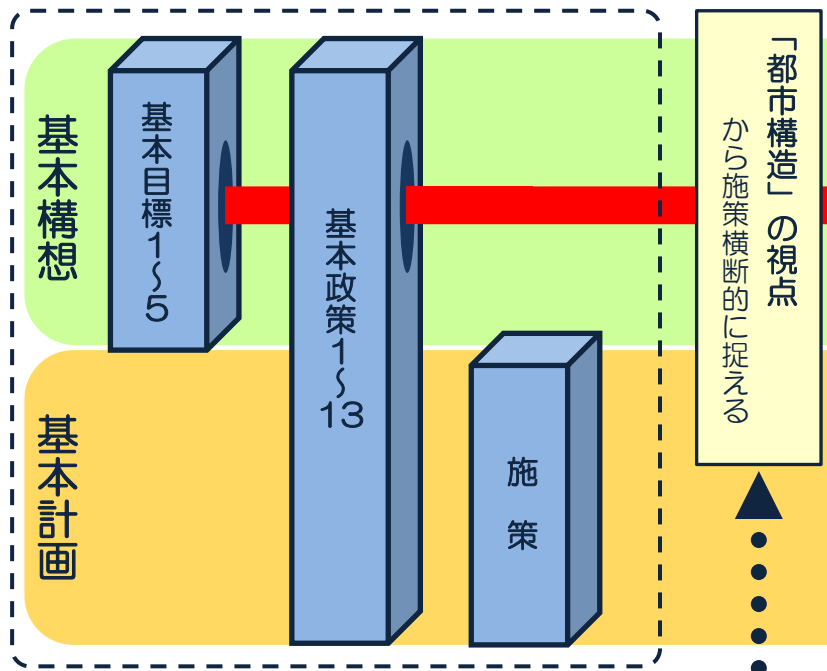 基本構想
基本目標1~5
基本政策1~13
「都市構造」の視点
から施策横断的に捉える
基本計画
施策